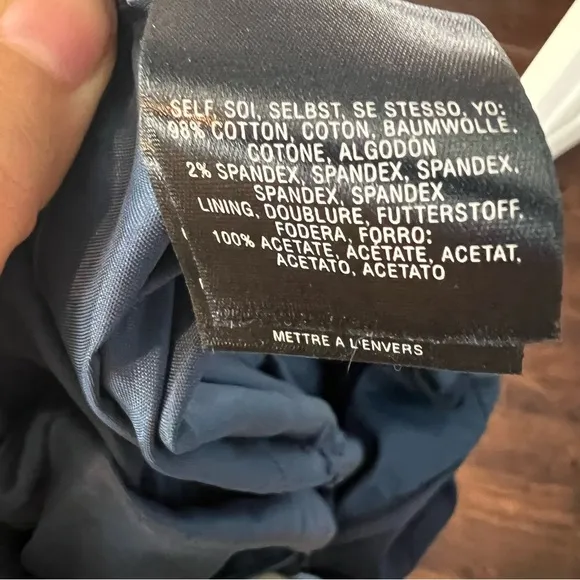 SELF, SOI, SELBST, SE STESSO, YO:
98% COTTON, COTON, BAUMWOLLE,
COTONE, ALGODON
2% SPANDEX, SPANDEX, SPANDEX,
SPANDEX, SPANDEX
LINING, DOUBLURE, FUTTERSTOFF,
FODERA, FORRO:
100% ACETATE, ACÉTATE, ACETAT,
ACETATO, ACETATO
METTRE A L'ENVERS